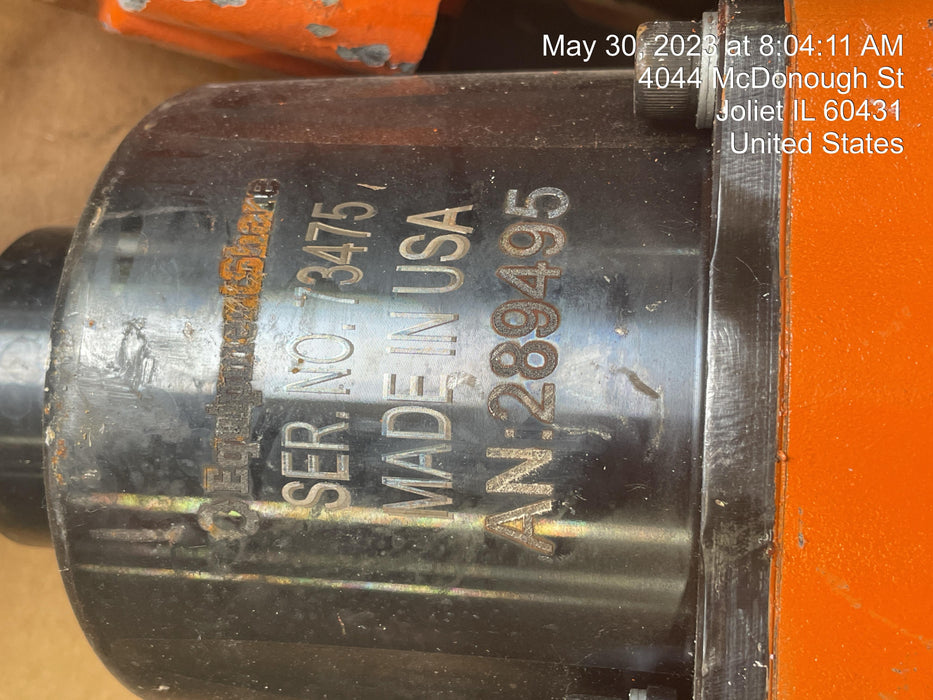 May 30, 2023 at 8:04:11 AM
4044 McDonough St
Joliet IL 60431
United States
EquipmentShare
SER. NO. 73475
MADE IN USA
AN:289495